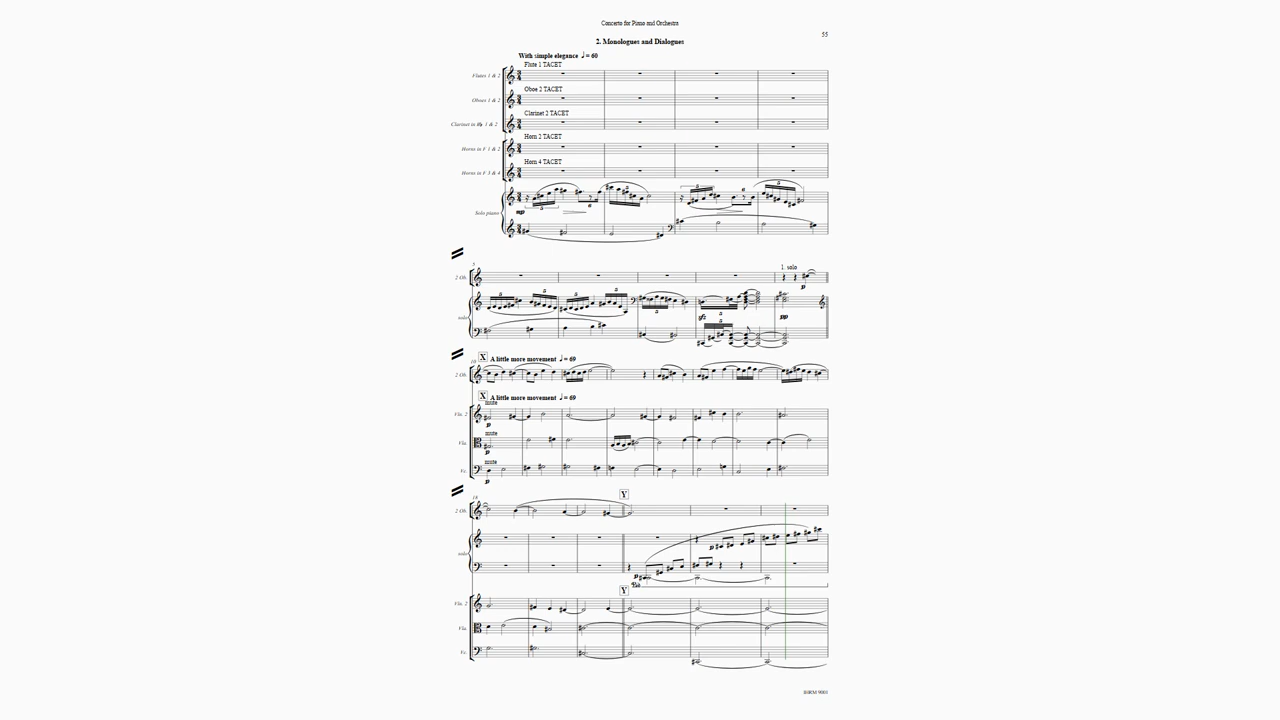 Concerto for Piano and Orchestra
55
2. Monologues and Dialogues
With simple elegance ♩= 60
Flute 1 TACET
Flutes 1 & 2
Oboe 2 TACET
Oboes 1 & 2
Clarinet 2 TACET
Clarinet in B♭ 1 & 2
Horn 2 TACET
Horns in F 1 & 2
Horn 4 TACET
Horns in F 3 & 4
Solo piano
mp
5
1. solo
2 Ob.
p
solo
sfz
pp
10
X A little more movement ♩= 69
2 Ob.
X A little more movement ♩= 69
mute
Vln. 2
p
mute
Vla.
p
mute
Vc.
p
18
Y
2 Ob.
solo
p
p
Y
Vln. 2
Vla.
Vc.